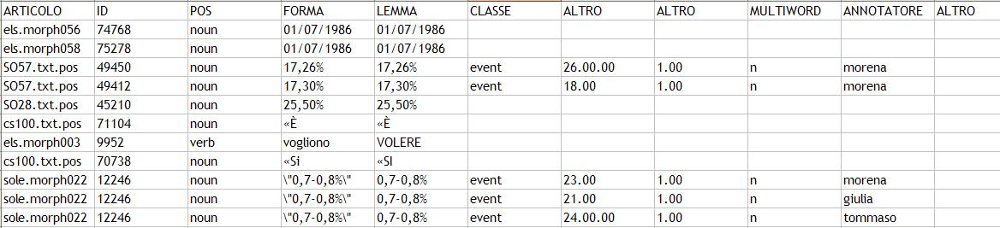 ARTICOLO ID POS FORMA LEMMA CLASSE ALTRO ALTRO MULTIWORD ANNOTATORE ALTRO
els.morph056 74768 noun 01/07/1986 01/07/1986
els.morph058 75278 noun 01/07/1986 01/07/1986
SO57.txt.pos 49450 noun 17,26% 17,26% event 26.00.00 1.00 n morena
SO57.txt.pos 49412 noun 17,30% 17,30% event 18.00 1.00 n morena
SO28.txt.pos 45210 noun 25,50% 25,50%
cs100.txt.pos 71104 noun «È «È
els.morph003 9952 verb vogliono VOLERE
cs100.txt.pos 70738 noun «Si «SI
sole.morph022 12246 noun \"0,7-0,8%\" 0,7-0,8% event 23.00 1.00 n morena
sole.morph022 12246 noun \"0,7-0,8%\" 0,7-0,8% event 21.00 1.00 n giulia
sole.morph022 12246 noun \"0,7-0,8%\" 0,7-0,8% event 24.00.00 1.00 n tommaso